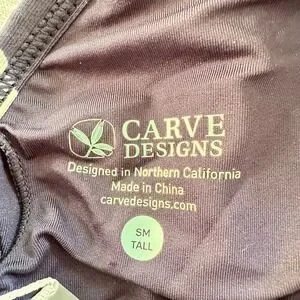 CARVE
DESIGNS
Designed in Northern California
Made in China
carvedesigns.com
SM
TALL